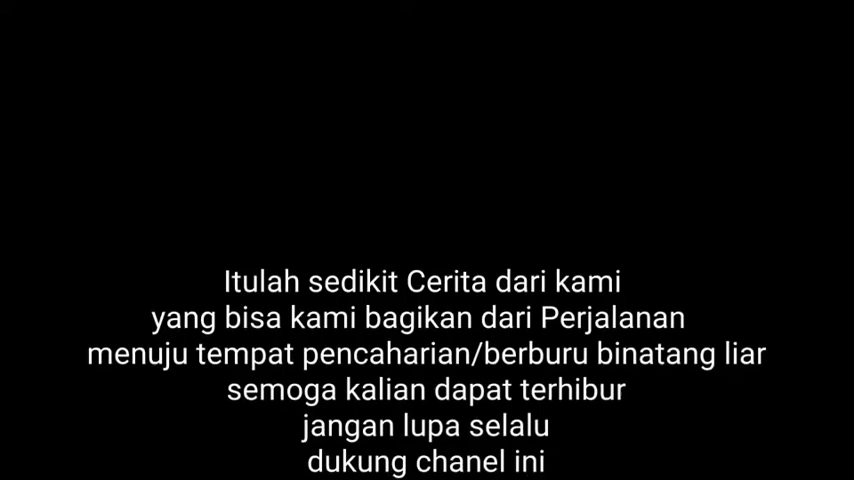 Itulah sedikit Cerita dari kami
yang bisa kami bagikan dari Perjalanan
menuju tempat pencaharian/berburu binatang liar
semoga kalian dapat terhibur
jangan lupa selalu
dukung chanel ini